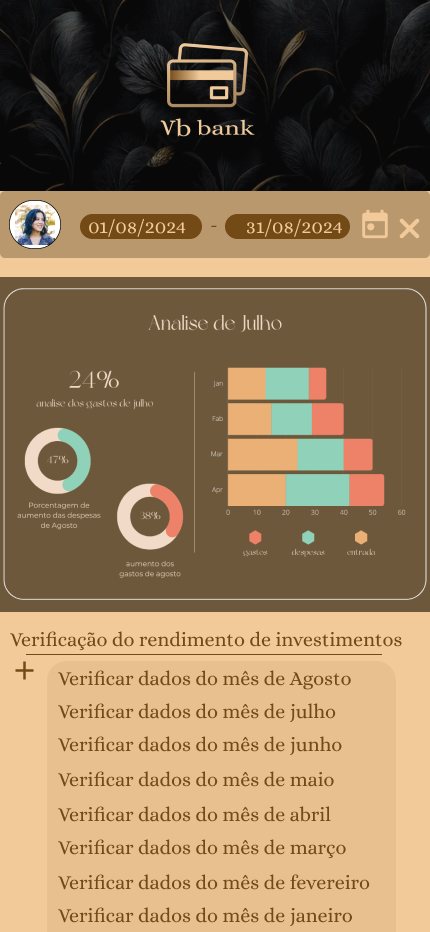 Vb bank
01/08/2024 - 31/08/2024
Analise de Julho
24%
analise dos gastos de julho
47%
Porcentagem de
aumento das despesas
de Agosto
38%
aumento dos
gastos de agosto
Jan
Fab
Mar
Apr
0 10 20 30 40 50 60
gastos despesas entrada
Verificação do rendimento de investimentos
+
Verificar dados do mês de Agosto
Verificar dados do mês de julho
Verificar dados do mês de junho
Verificar dados do mês de maio
Verificar dados do mês de abril
Verificar dados do mês de março
Verificar dados do mês de fevereiro
Verificar dados do mês de janeiro